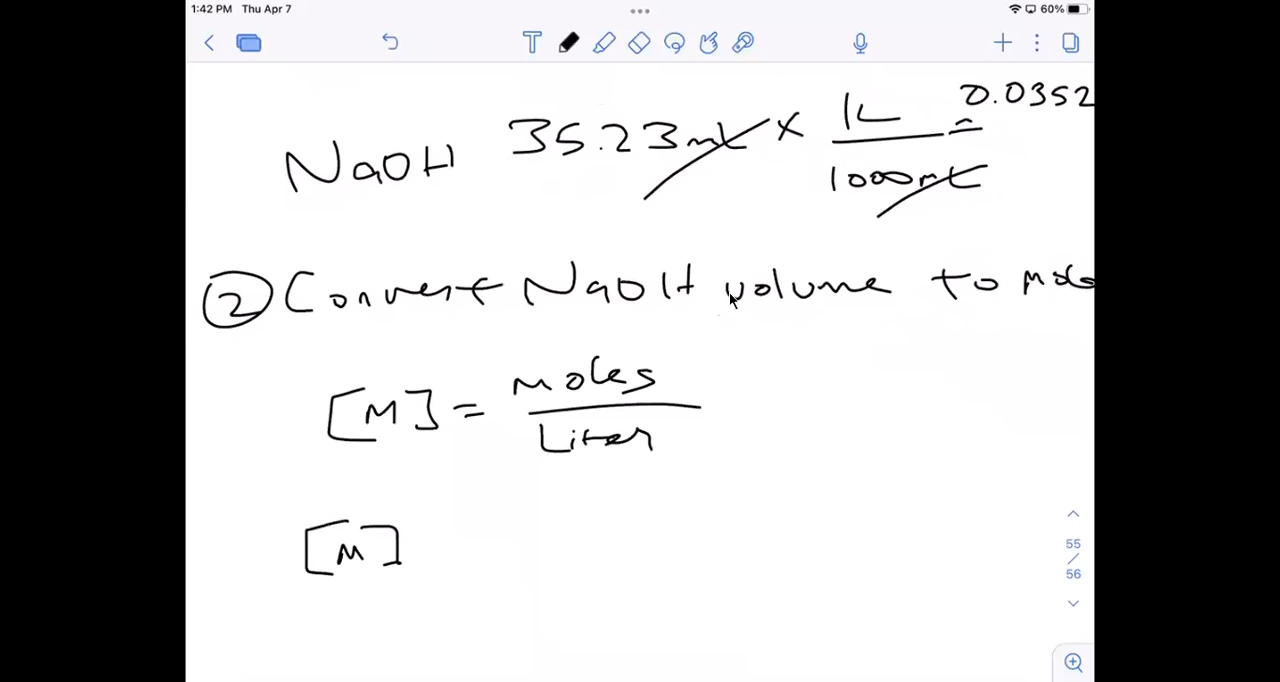 1:42 PM Thu Apr 7
60%
NaOH 35.23mL x 1L / 1000mL = 0.0352
② Convert NaOH volume to mole
[M] = moles / Liter
[M]
55
/
56